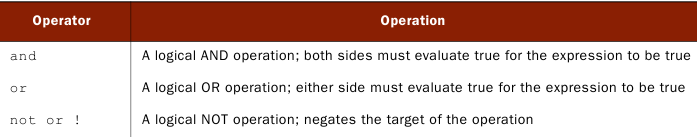 Operator Operation
and A logical AND operation; both sides must evaluate true for the expression to be true
or A logical OR operation; either side must evaluate true for the expression to be true
not or ! A logical NOT operation; negates the target of the operation